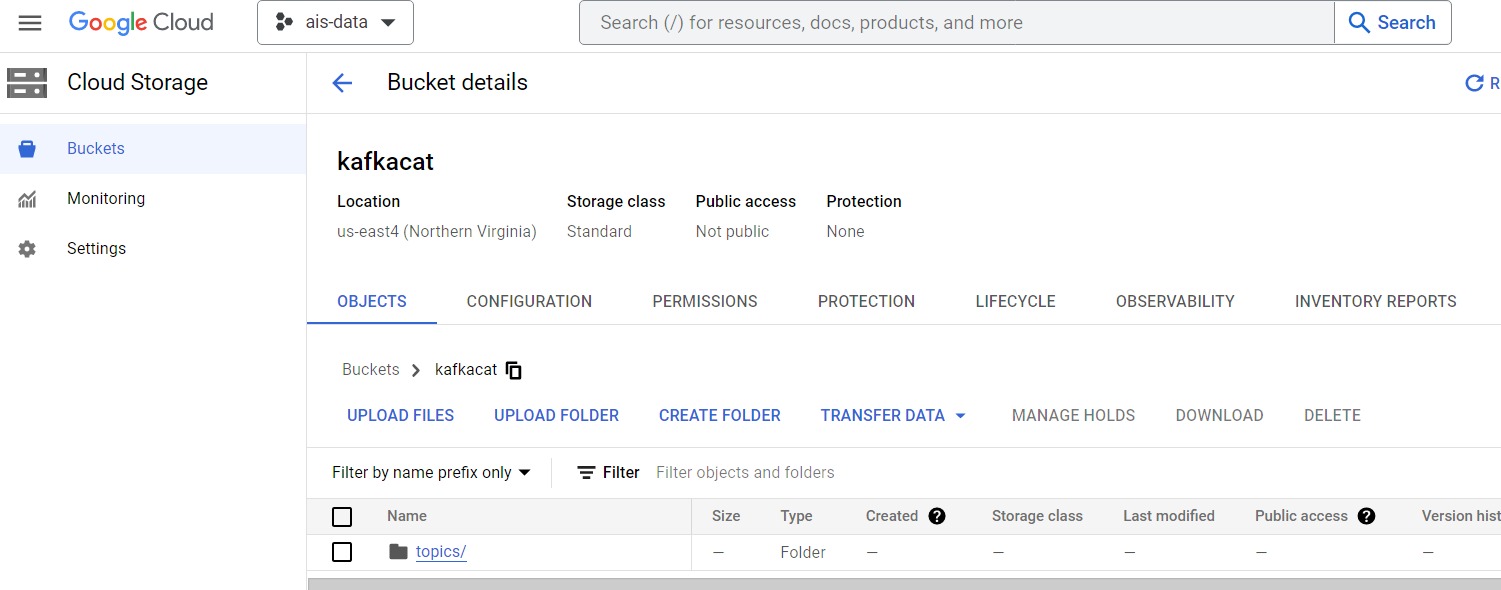 Google Cloud ais-data Search (/) for resources, docs, products, and more Search
Cloud Storage Bucket details R
Buckets
Monitoring
Settings
kafkacat
Location Storage class Public access Protection
us-east4 (Northern Virginia) Standard Not public None
OBJECTS CONFIGURATION PERMISSIONS PROTECTION LIFECYCLE OBSERVABILITY INVENTORY REPORTS
Buckets kafkacat
UPLOAD FILES UPLOAD FOLDER CREATE FOLDER TRANSFER DATA MANAGE HOLDS DOWNLOAD DELETE
Filter by name prefix only Filter Filter objects and folders
Name Size Type Created Storage class Last modified Public access Version hist
topics/ — Folder — — — — —